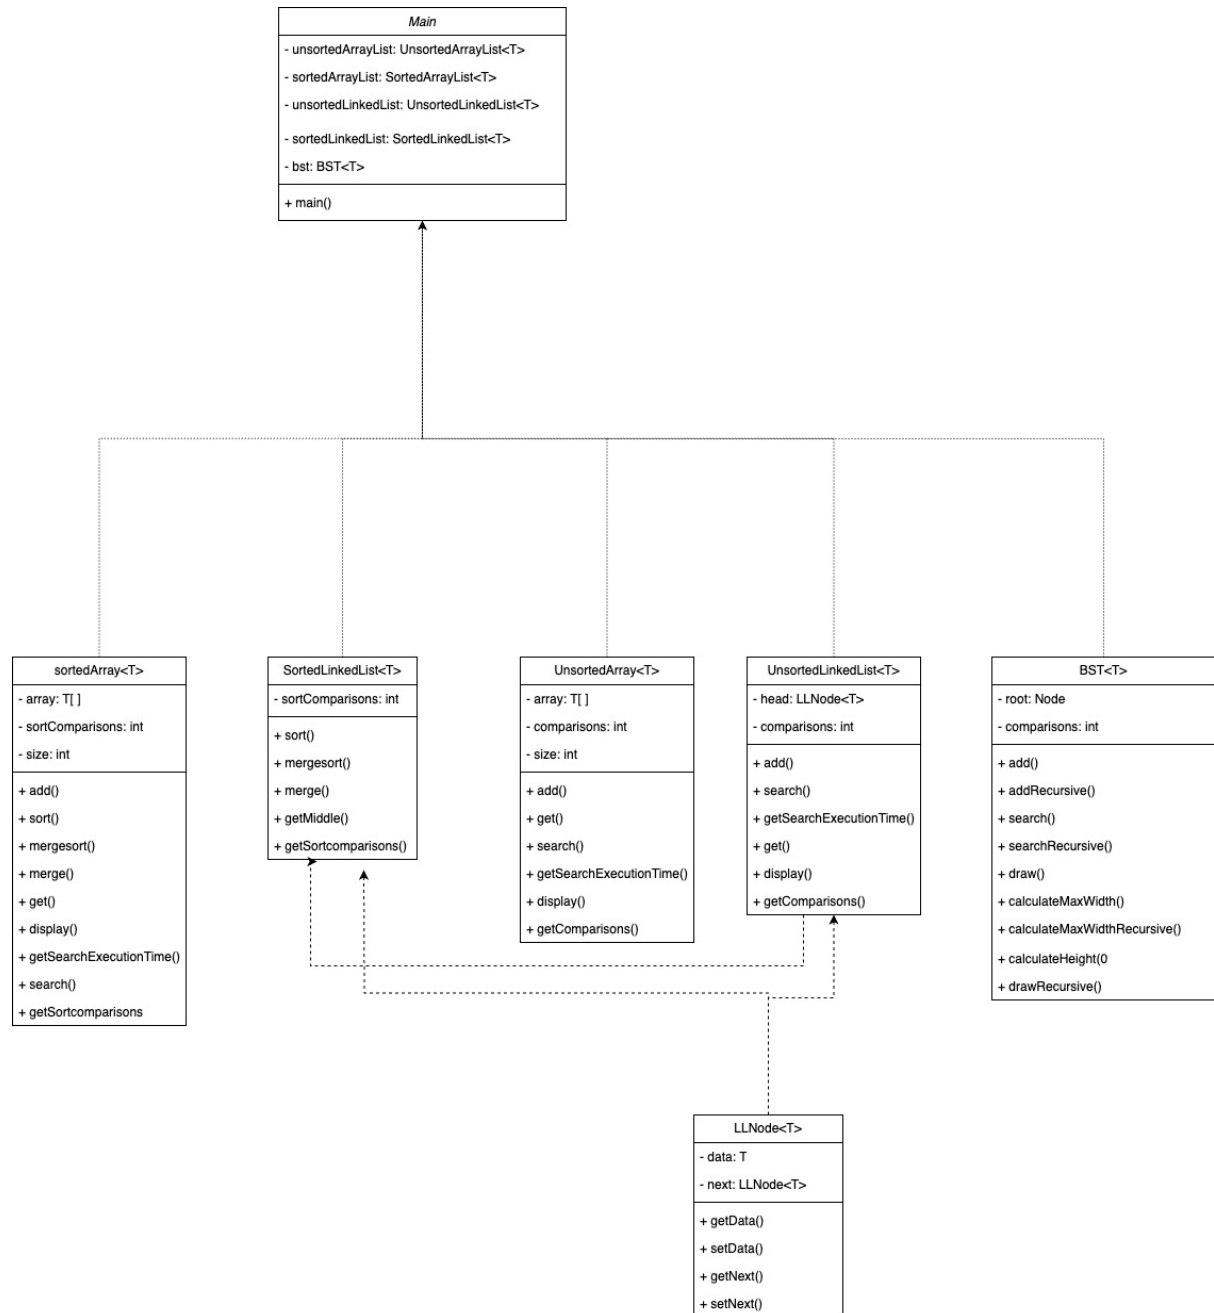 Main
- unsortedArrayList: UnsortedArrayList<T>
- sortedArrayList: SortedArrayList<T>
- unsortedLinkedList: UnsortedLinkedList<T>
- sortedLinkedList: SortedLinkedList<T>
- bst: BST<T>
+ main()
sortedArray<T>
- array: T[ ]
- sortComparisons: int
- size: int
+ add()
+ sort()
+ mergesort()
+ merge()
+ get()
+ display()
+ getSearchExecutionTime()
+ search()
+ getSortcomparisons
SortedLinkedList<T>
- sortComparisons: int
+ sort()
+ mergesort()
+ merge()
+ getMiddle()
+ getSortcomparisons()
UnsortedArray<T>
- array: T[ ]
- comparisons: int
- size: int
+ add()
+ get()
+ search()
+ getSearchExecutionTime()
+ display()
+ getComparisons()
UnsortedLinkedList<T>
- head: LLNode<T>
- comparisons: int
+ add()
+ search()
+ getSearchExecutionTime()
+ get()
+ display()
+ getComparisons()
BST<T>
- root: Node
- comparisons: int
+ add()
+ addRecursive()
+ search()
+ searchRecursive()
+ draw()
+ calculateMaxWidth()
+ calculateMaxWidthRecursive()
+ calculateHeight(0
+ drawRecursive()
LLNode<T>
- data: T
- next: LLNode<T>
+ getData()
+ setData()
+ getNext()
+ setNext()